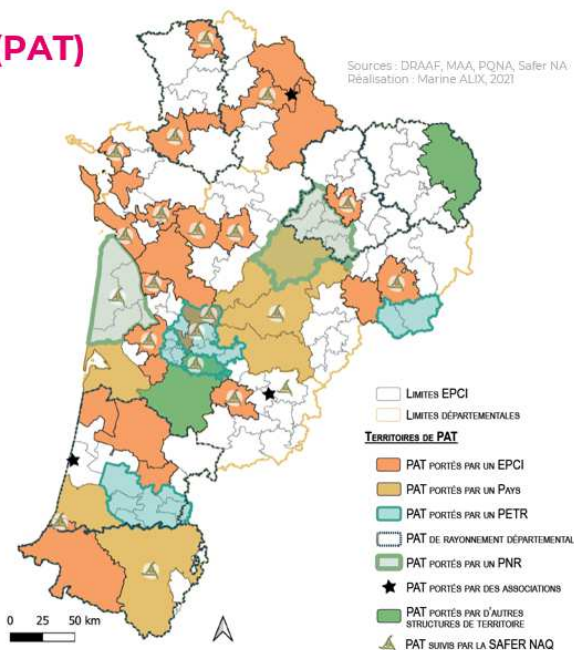 (PAT)
Sources : DRAAF, MAA, PQNA, Safer NA
Réalisation : Marine ALIX, 2021
LIMITES EPCI
LIMITES DÉPARTEMENTALES
TERRITOIRES DE PAT
PAT PORTÉS PAR UN EPCI
PAT PORTÉS PAR UN PAYS
PAT PORTÉS PAR UN PETR
PAT DE RAYONNEMENT DÉPARTEMENTAL
PAT PORTÉS PAR UN PNR
PAT PORTÉS PAR DES ASSOCIATIONS
PAT PORTÉS PAR D'AUTRES
STRUCTURES DE TERRITOIRE
PAT SUIVIS PAR LA SAFER NAQ
0 25 50 km